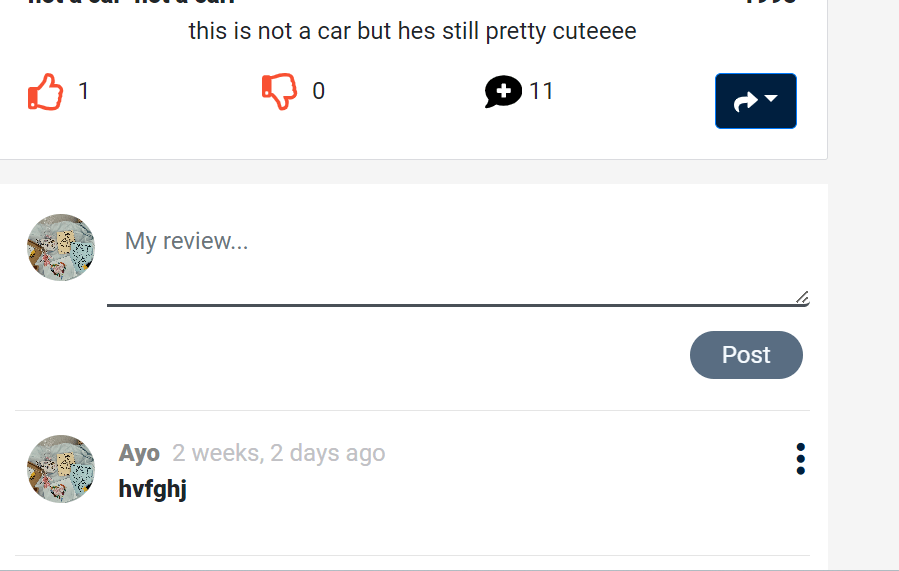 this is not a car but hes still pretty cuteeee
1 0 11
My review...
Post
Ayo 2 weeks, 2 days ago
hvfghj